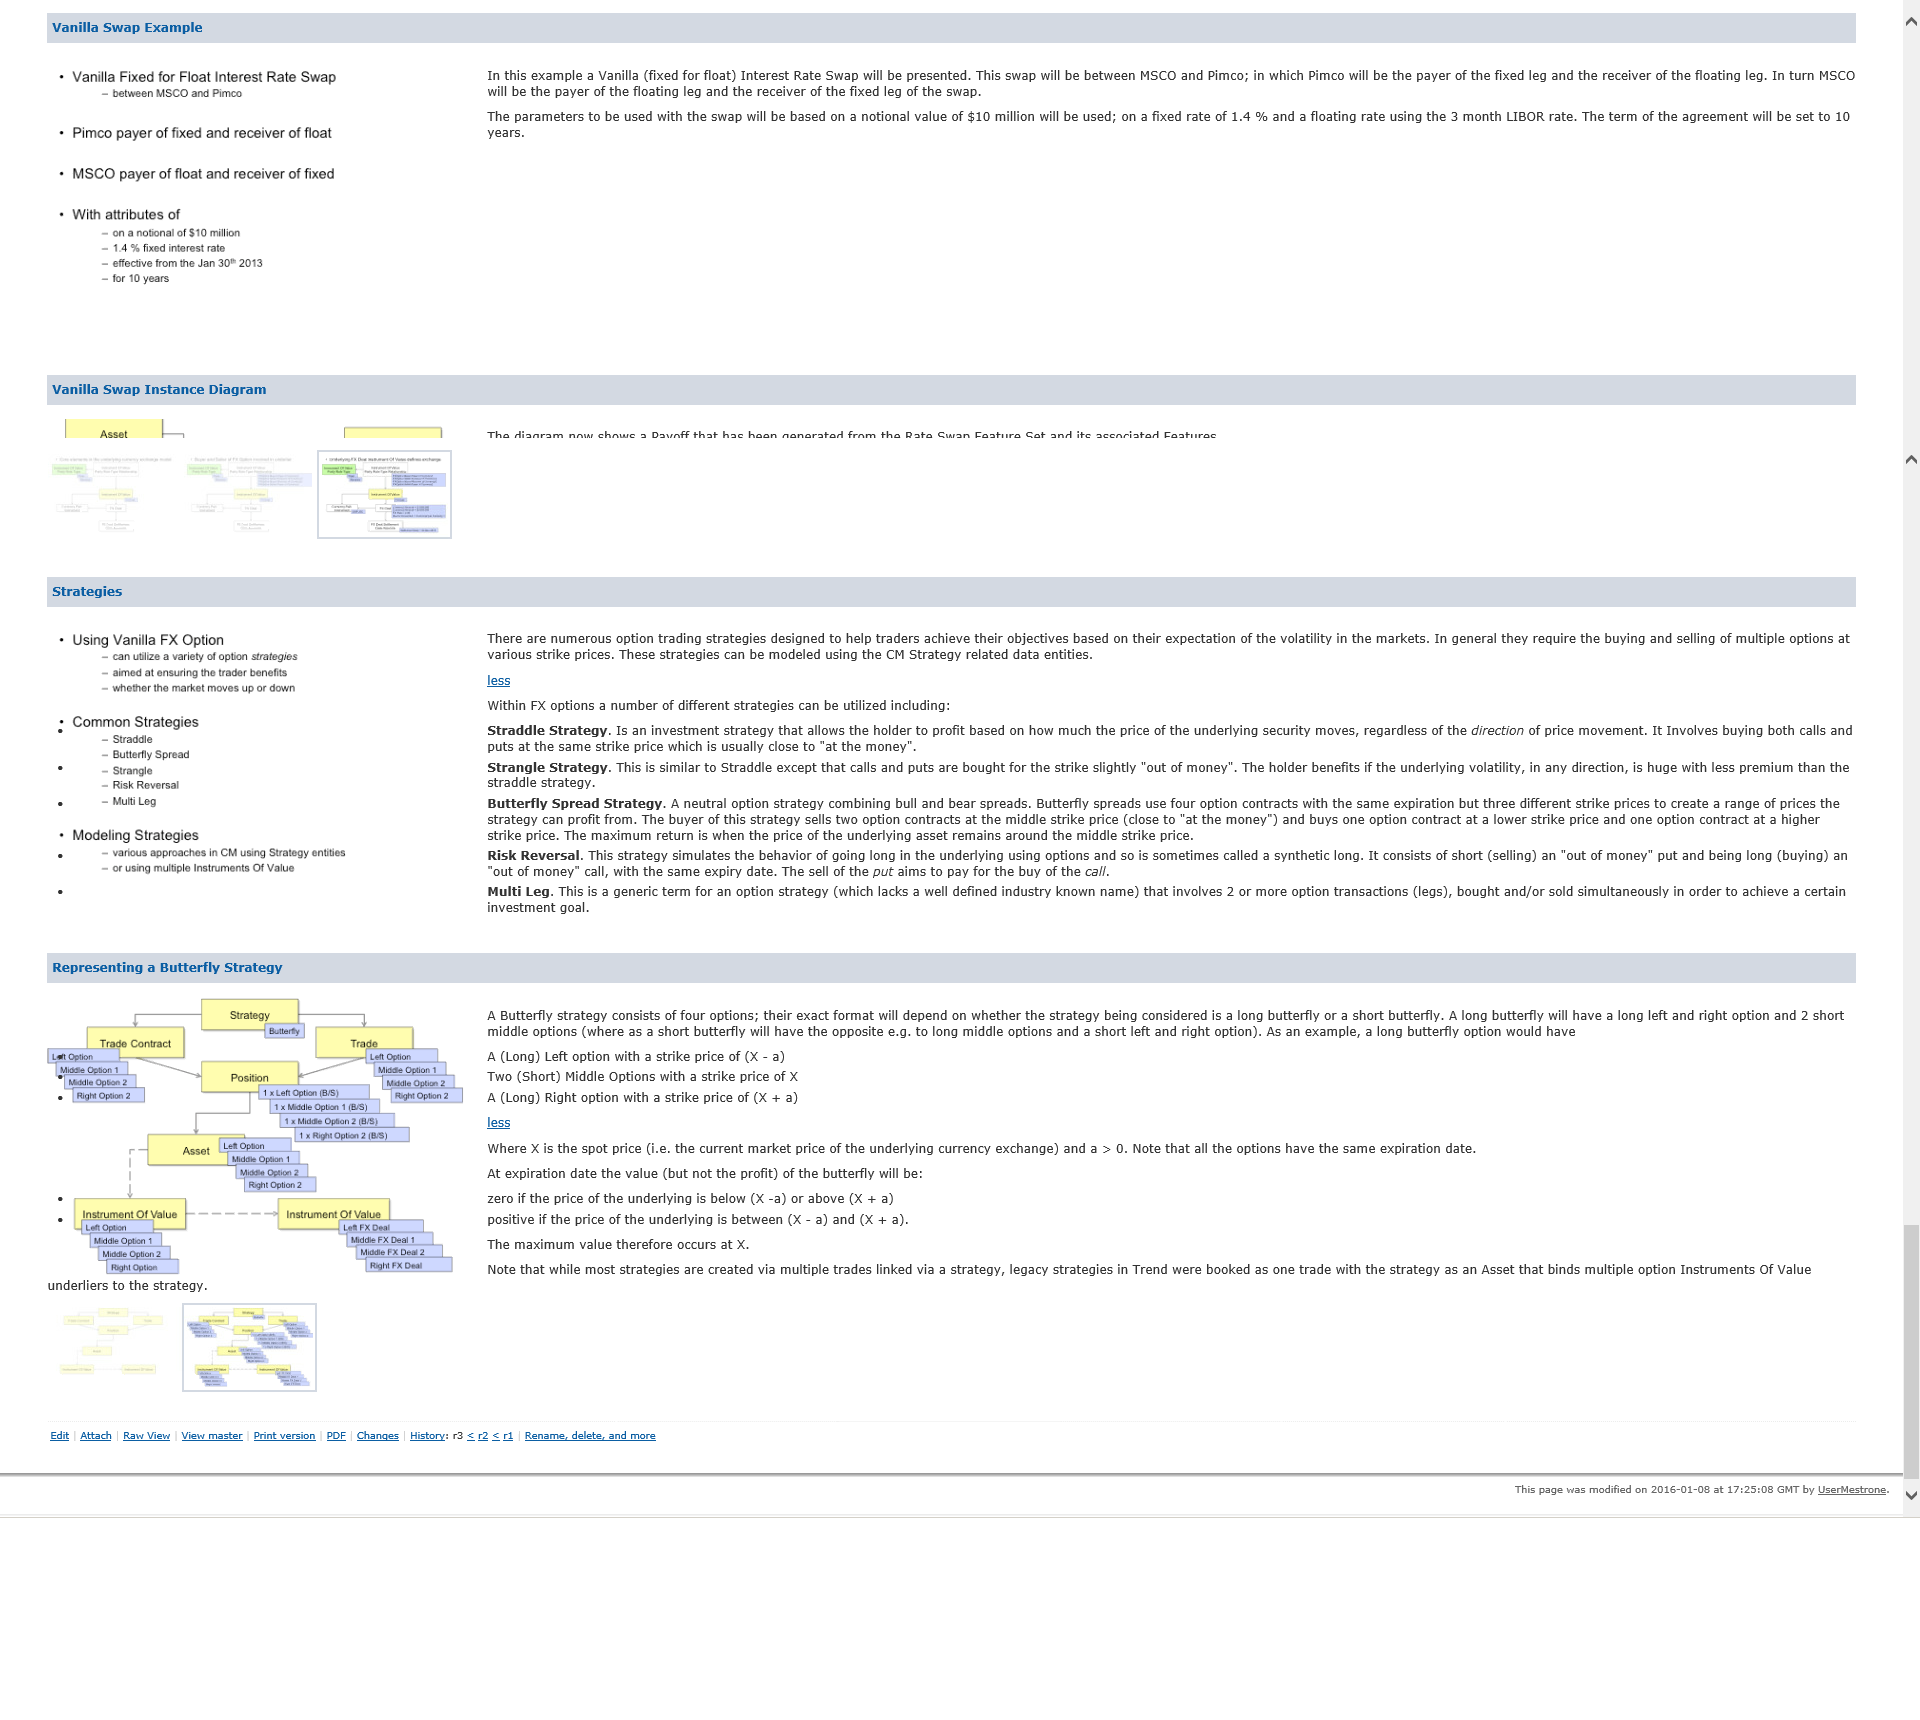 Vanilla Swap Example
• Vanilla Fixed for Float Interest Rate Swap
– between MSCO and Pimco
• Pimco payer of fixed and receiver of float
• MSCO payer of float and receiver of fixed
• With attributes of
– on a notional of $10 million
– 1.4 % fixed interest rate
– effective from the Jan 30th 2013
– for 10 years
In this example a Vanilla (fixed for float) Interest Rate Swap will be presented. This swap will be between MSCO and Pimco; in which Pimco will be the payer of the fixed leg and the receiver of the floating leg. In turn MSCO
will be the payer of the floating leg and the receiver of the fixed leg of the swap.
The parameters to be used with the swap will be based on a notional value of $10 million will be used; on a fixed rate of 1.4 % and a floating rate using the 3 month LIBOR rate. The term of the agreement will be set to 10
years.
Vanilla Swap Instance Diagram
Asset
The diagram now shows a Payoff that has been generated from the Rate Swap Feature Set and its associated Features
Strategies
• Using Vanilla FX Option
– can utilize a variety of option strategies
– aimed at ensuring the trader benefits
– whether the market moves up or down
• Common Strategies
– Straddle
– Butterfly Spread
– Strangle
– Risk Reversal
– Multi Leg
• Modeling Strategies
– various approaches in CM using Strategy entities
– or using multiple Instruments Of Value
There are numerous option trading strategies designed to help traders achieve their objectives based on their expectation of the volatility in the markets. In general they require the buying and selling of multiple options at
various strike prices. These strategies can be modeled using the CM Strategy related data entities.
less
Within FX options a number of different strategies can be utilized including:
Straddle Strategy. Is an investment strategy that allows the holder to profit based on how much the price of the underlying security moves, regardless of the direction of price movement. It Involves buying both calls and
puts at the same strike price which is usually close to "at the money".
Strangle Strategy. This is similar to Straddle except that calls and puts are bought for the strike slightly "out of money". The holder benefits if the underlying volatility, in any direction, is huge with less premium than the
straddle strategy.
Butterfly Spread Strategy. A neutral option strategy combining bull and bear spreads. Butterfly spreads use four option contracts with the same expiration but three different strike prices to create a range of prices the
strategy can profit from. The buyer of this strategy sells two option contracts at the middle strike price (close to "at the money") and buys one option contract at a lower strike price and one option contract at a higher
strike price. The maximum return is when the price of the underlying asset remains around the middle strike price.
Risk Reversal. This strategy simulates the behavior of going long in the underlying using options and so is sometimes called a synthetic long. It consists of short (selling) an "out of money" put and being long (buying) an
"out of money" call, with the same expiry date. The sell of the put aims to pay for the buy of the call.
Multi Leg. This is a generic term for an option strategy (which lacks a well defined industry known name) that involves 2 or more option transactions (legs), bought and/or sold simultaneously in order to achieve a certain
investment goal.
Representing a Butterfly Strategy
Strategy
Butterfly
Trade Contract
Left Option
Middle Option 1
Middle Option 2
Right Option 2
Trade
Left Option
Middle Option 1
Middle Option 2
Right Option 2
Position
1 x Left Option (B/S)
1 x Middle Option 1 (B/S)
1 x Middle Option 2 (B/S)
1 x Right Option 2 (B/S)
Asset
Left Option
Middle Option 1
Middle Option 2
Right Option 2
Instrument Of Value
Left Option
Middle Option 1
Middle Option 2
Right Option
Instrument Of Value
Left FX Deal
Middle FX Deal 1
Middle FX Deal 2
Right FX Deal
A Butterfly strategy consists of four options; their exact format will depend on whether the strategy being considered is a long butterfly or a short butterfly. A long butterfly will have a long left and right option and 2 short
middle options (where as a short butterfly will have the opposite e.g. to long middle options and a short left and right option). As an example, a long butterfly option would have
A (Long) Left option with a strike price of (X - a)
Two (Short) Middle Options with a strike price of X
A (Long) Right option with a strike price of (X + a)
less
Where X is the spot price (i.e. the current market price of the underlying currency exchange) and a > 0. Note that all the options have the same expiration date.
At expiration date the value (but not the profit) of the butterfly will be:
zero if the price of the underlying is below (X -a) or above (X + a)
positive if the price of the underlying is between (X - a) and (X + a).
The maximum value therefore occurs at X.
Note that while most strategies are created via multiple trades linked via a strategy, legacy strategies in Trend were booked as one trade with the strategy as an Asset that binds multiple option Instruments Of Value
underliers to the strategy.
Edit | Attach | Raw View | View master | Print version | PDF | Changes | History: r3 < r2 < r1 | Rename, delete, and more
This page was modified on 2016-01-08 at 17:25:08 GMT by UserMestrone.